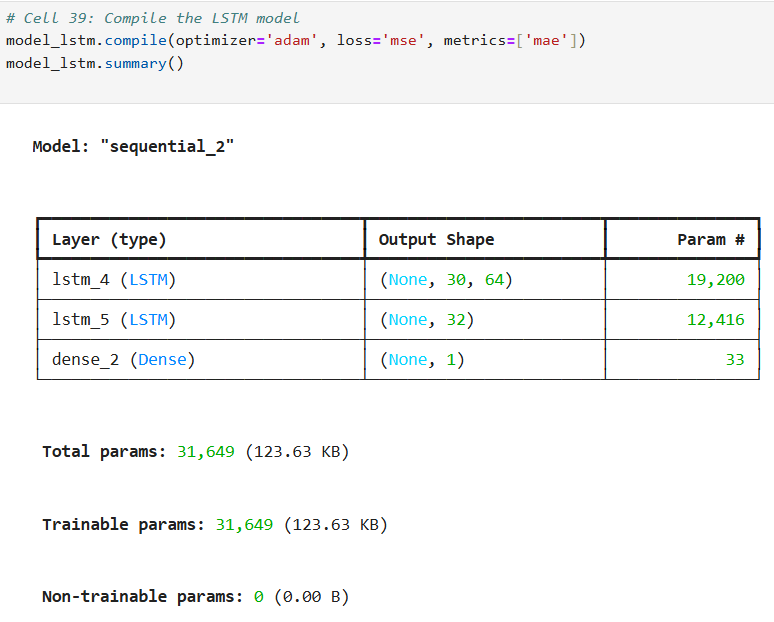 # Cell 39: Compile the LSTM model
model_lstm.compile(optimizer='adam', loss='mse', metrics=['mae'])
model_lstm.summary()
Model: "sequential_2"
Layer (type) Output Shape Param #
lstm_4 (LSTM) (None, 30, 64) 19,200
lstm_5 (LSTM) (None, 32) 12,416
dense_2 (Dense) (None, 1) 33
Total params: 31,649 (123.63 KB)
Trainable params: 31,649 (123.63 KB)
Non-trainable params: 0 (0.00 B)